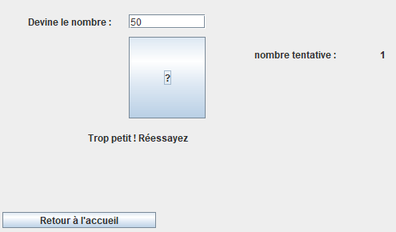 Devine le nombre : 50
nombre tentative : 1
?
Trop petit ! Réessayez
Retour à l'accueil